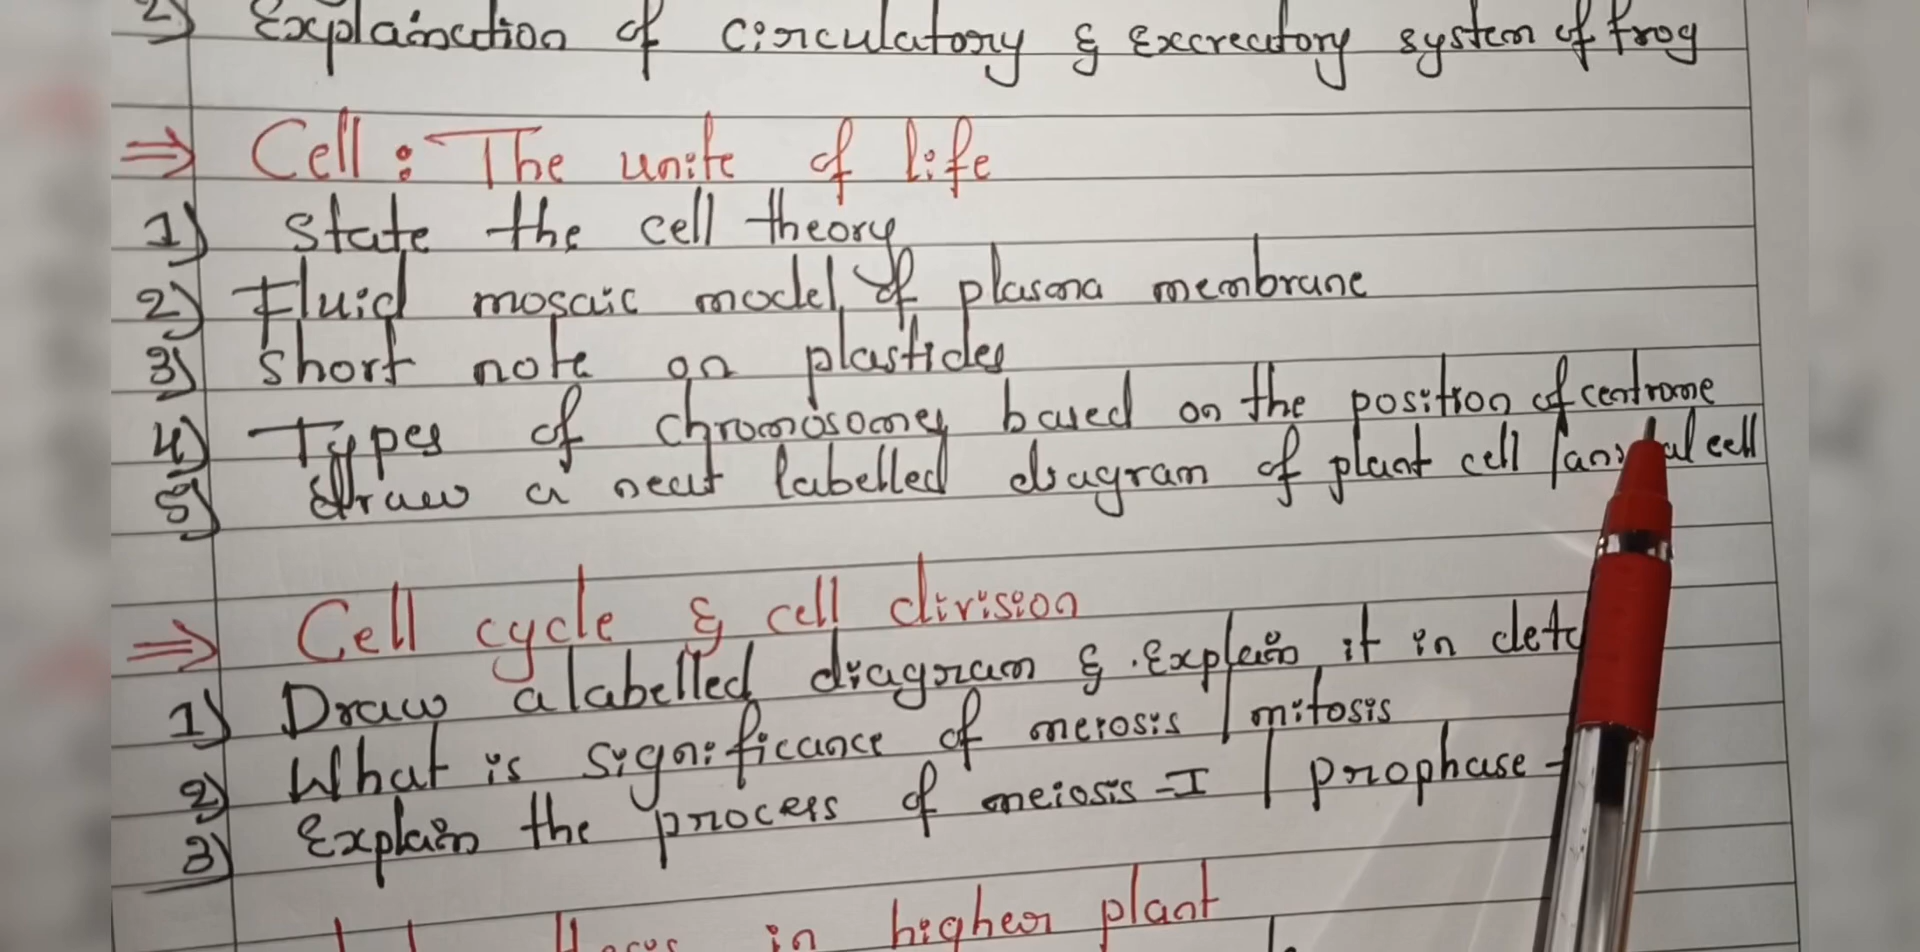 2) Explaination of circulatory & Excreatory system of frog
⇒ Cell : The unite of life
1) State the cell theory
2) Fluid mosaic model of plasma membrane
3) Short note on plastides
4) Types of chromosomes based on the position of centrome
5) Draw a neat labelled diagram of plant cell / cell
⇒ Cell cycle & cell division
1) Draw a labelled diagram & Explain it in
2) What is significance of meiosis / mitosis
3) Explain the process of meiosis - I / prophase -
in higher plant